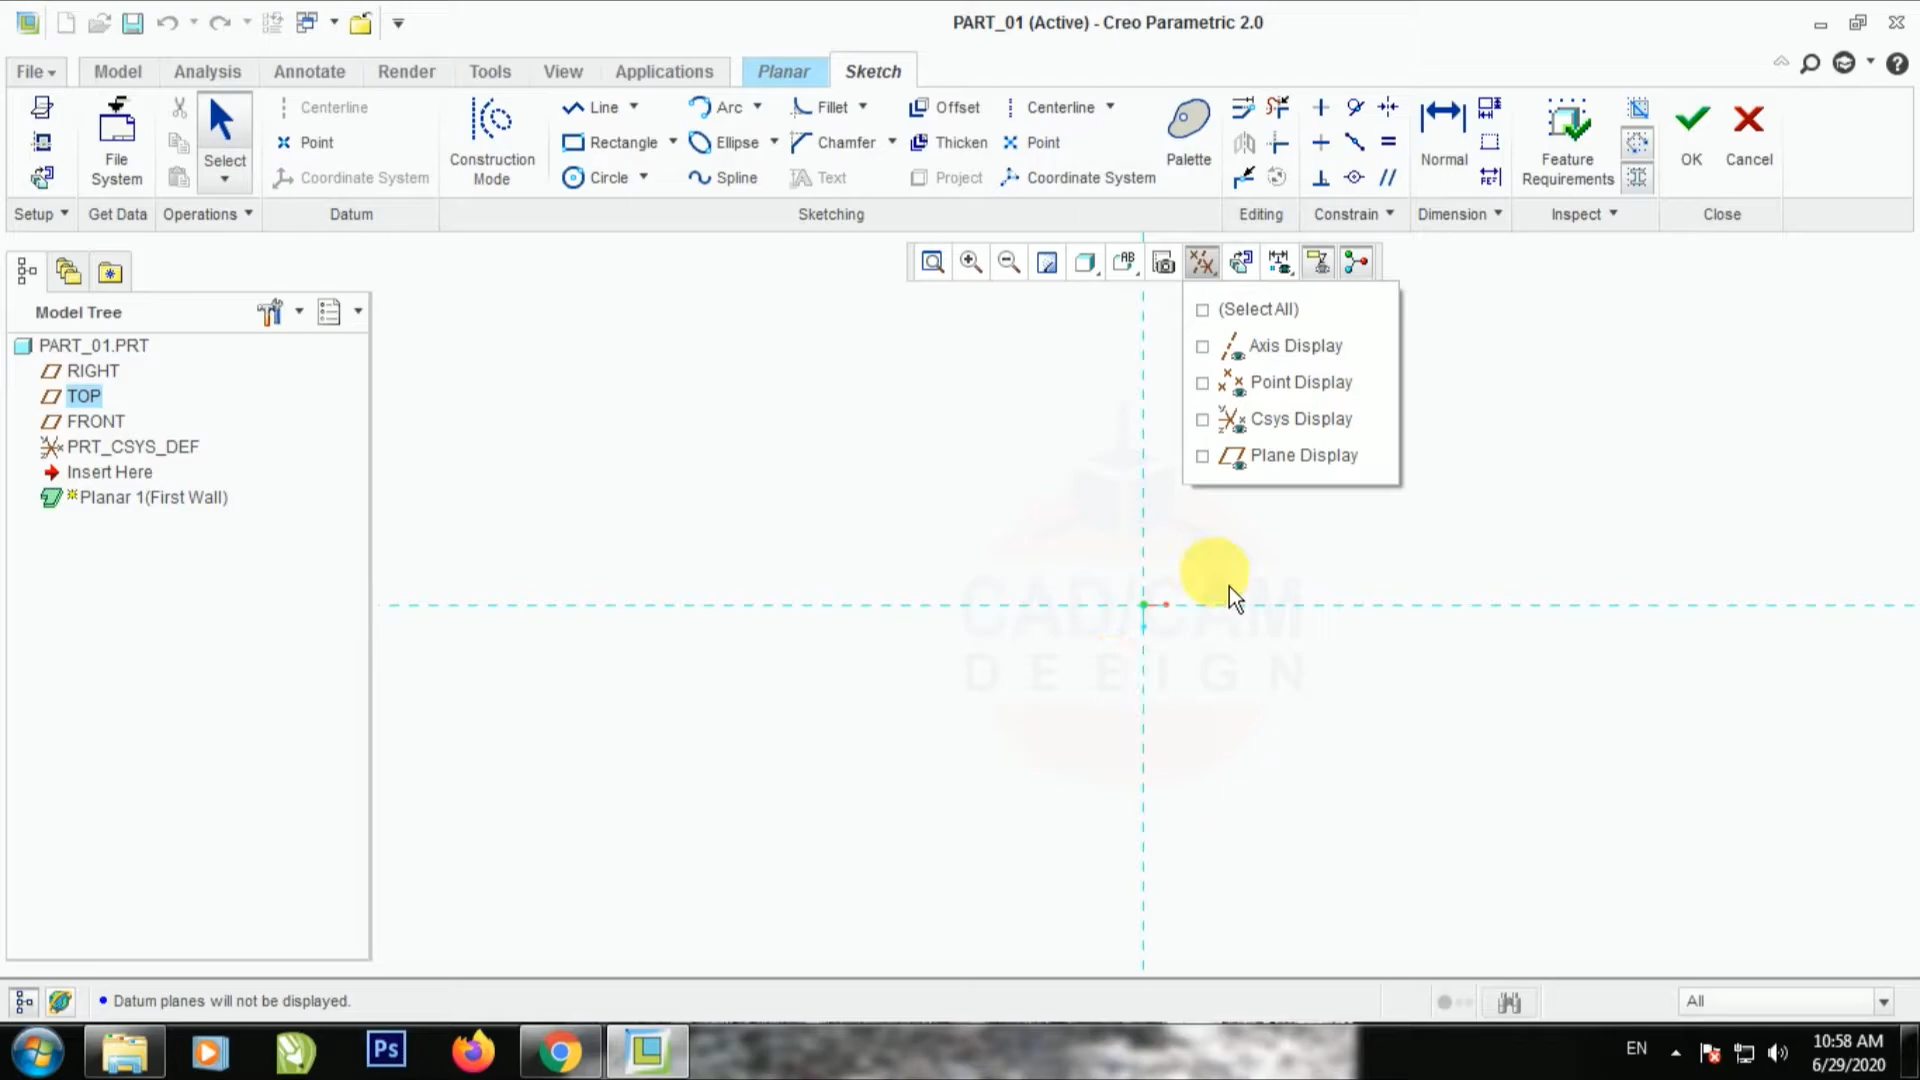 PART_01 (Active) - Creo Parametric 2.0
File
Model
Analysis
Annotate
Render
Tools
View
Applications
Planar
Sketch
Centerline
Line
Arc
Fillet
Offset
Centerline
Point
Rectangle
Ellipse
Chamfer
Thicken
Point
File System
Select
Coordinate System
Construction Mode
Circle
Spline
Text
Project
Coordinate System
Palette
Normal
Feature Requirements
OK
Cancel
Setup
Get Data
Operations
Datum
Sketching
Editing
Constrain
Dimension
Inspect
Close
Model Tree
PART_01.PRT
RIGHT
TOP
FRONT
PRT_CSYS_DEF
Insert Here
Planar 1(First Wall)
(Select All)
Axis Display
Point Display
Csys Display
Plane Display
CAD/CAM
DEEIGN
Datum planes will not be displayed.
All
Ps
EN
10:58 AM
6/29/2020